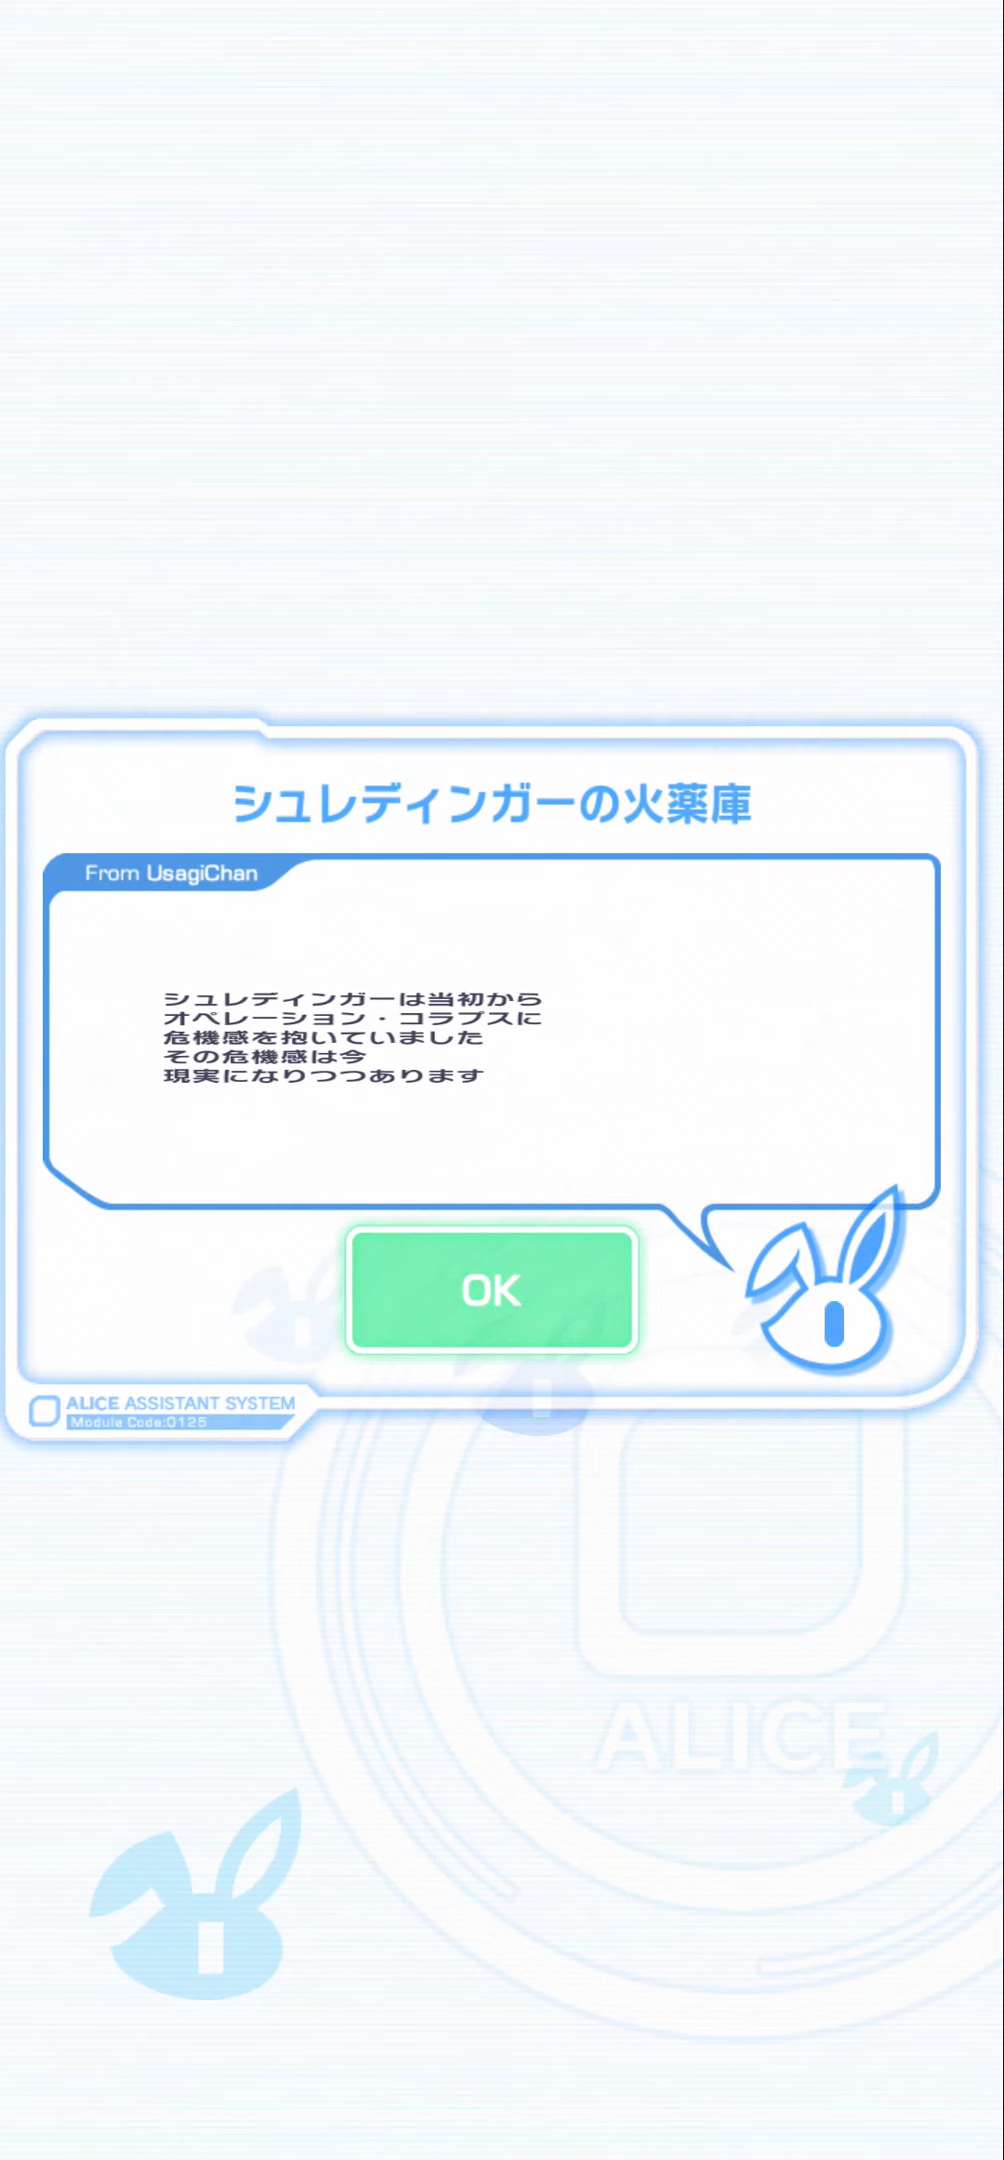 シュレディンガーの火薬庫
From UsagiChan
シュレディンガーは当初から
オペレーション・コラプスに
危機感を抱いていました
その危機感は今
現実になりつつあります
OK
ALICE ASSISTANT SYSTEM
Module Code:0125
ALICE